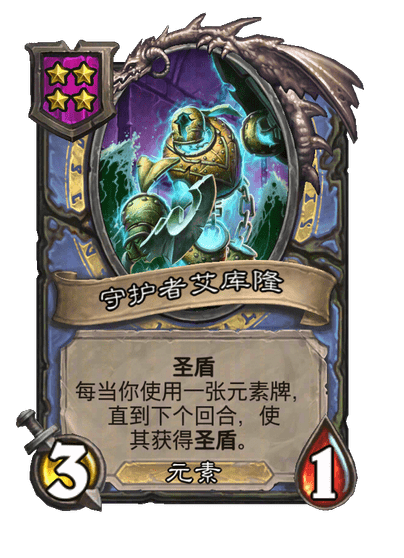 守护者艾库隆
圣盾
每当你使用一张元素牌，
直到下个回合，使
其获得圣盾。
3
元素
1